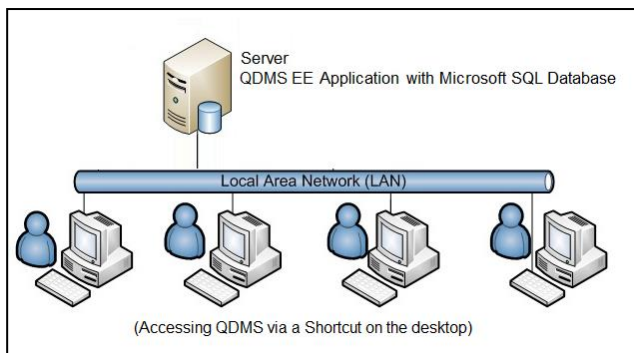 Server
QDMS EE Application with Microsoft SQL Database
Local Area Network (LAN)
(Accessing QDMS via a Shortcut on the desktop)